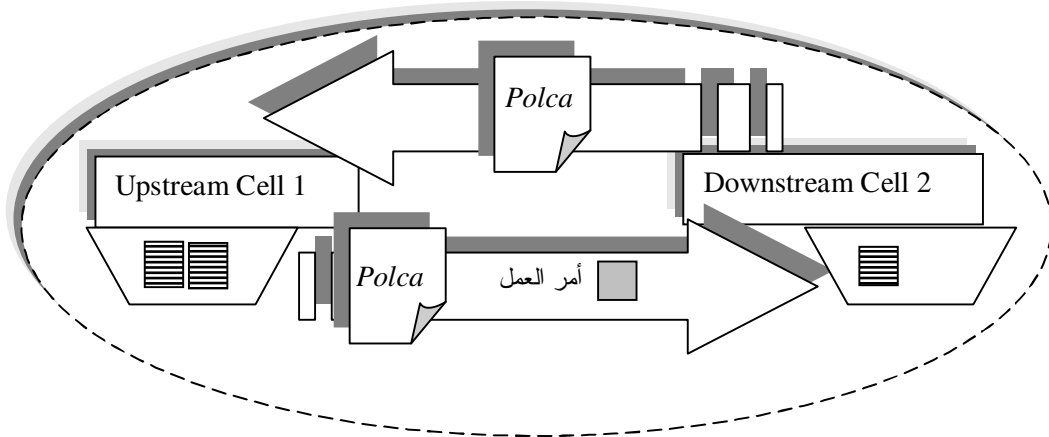 Polca
Upstream Cell 1
Downstream Cell 2
Polca
أمر العمل